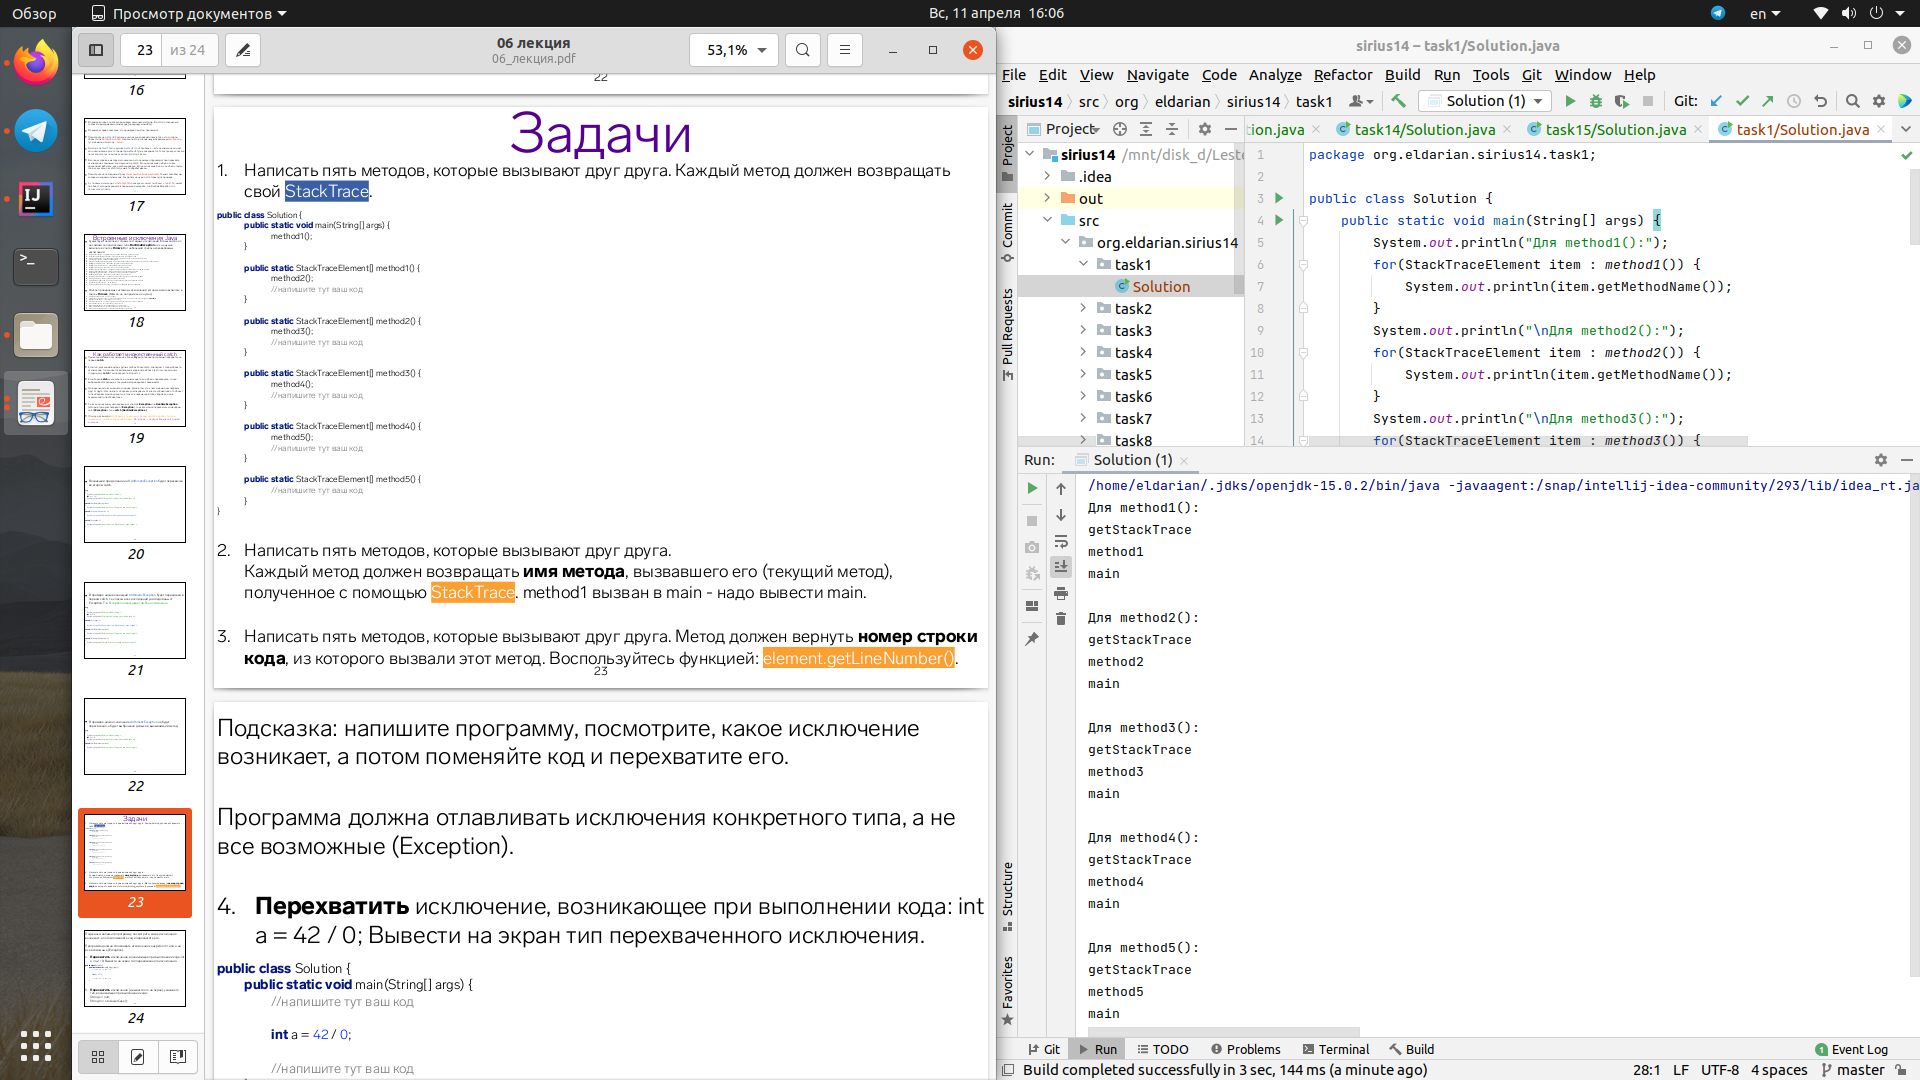 Обзор
Просмотр документов
Вс, 11 апреля 16:06
en
23
из 24
06 лекция
06_лекция.pdf
53,1%
16
17
Встроенные исключения Java
18
Как работает множественный catch
19
20
21
22
Задачи
23
24
22
Задачи
1. Написать пять методов, которые вызывают друг друга. Каждый метод должен возвращать
свой StackTrace.
public class Solution {
public static void main(String[] args) {
method1();
}
public static StackTraceElement[] method1() {
method2();
//напишите тут ваш код
}
public static StackTraceElement[] method2() {
method3();
//напишите тут ваш код
}
public static StackTraceElement[] method3() {
method4();
//напишите тут ваш код
}
public static StackTraceElement[] method4() {
method5();
//напишите тут ваш код
}
public static StackTraceElement[] method5() {
//напишите тут ваш код
}
}
2. Написать пять методов, которые вызывают друг друга.
Каждый метод должен возвращать имя метода, вызвавшего его (текущий метод),
полученное с помощью StackTrace. method1 вызван в main - надо вывести main.
3. Написать пять методов, которые вызывают друг друга. Метод должен вернуть номер строки
кода, из которого вызвали этот метод. Воспользуйтесь функцией: element.getLineNumber().
23
Подсказка: напишите программу, посмотрите, какое исключение
возникает, а потом поменяйте код и перехватите его.
Программа должна отлавливать исключения конкретного типа, а не
все возможные (Exception).
4. Перехватить исключение, возникающее при выполнении кода: int
a = 42 / 0; Вывести на экран тип перехваченного исключения.
public class Solution {
public static void main(String[] args) {
//напишите тут ваш код
int a = 42 / 0;
//напишите тут ваш код
sirius14 – task1/Solution.java
File Edit View Navigate Code Analyze Refactor Build Run Tools Git Window Help
sirius14 src org eldarian sirius14 task1
Solution (1)
Git:
Project
tion.java
task14/Solution.java
task15/Solution.java
task1/Solution.java
Project
Commit
Pull Requests
Structure
Favorites
sirius14 /mnt/disk_d/Leste
.idea
out
src
org.eldarian.sirius14
task1
Solution
task2
task3
task4
task5
task6
task7
task8
1 package org.eldarian.sirius14.task1;
2
3 public class Solution {
4 public static void main(String[] args) {
5 System.out.println("Для method1():");
6 for(StackTraceElement item : method1()) {
7 System.out.println(item.getMethodName());
8 }
9 System.out.println("\nДля method2():");
10 for(StackTraceElement item : method2()) {
11 System.out.println(item.getMethodName());
12 }
13 System.out.println("\nДля method3():");
14 for(StackTraceElement item : method3()) {
Run: Solution (1)
/home/eldarian/.jdks/openjdk-15.0.2/bin/java -javaagent:/snap/intellij-idea-community/293/lib/idea_rt.ja
Для method1():
getStackTrace
method1
main
Для method2():
getStackTrace
method2
main
Для method3():
getStackTrace
method3
main
Для method4():
getStackTrace
method4
main
Для method5():
getStackTrace
method5
main
Git Run TODO Problems Terminal Build
1 Event Log
Build completed successfully in 3 sec, 144 ms (a minute ago)
28:1 LF UTF-8 4 spaces master